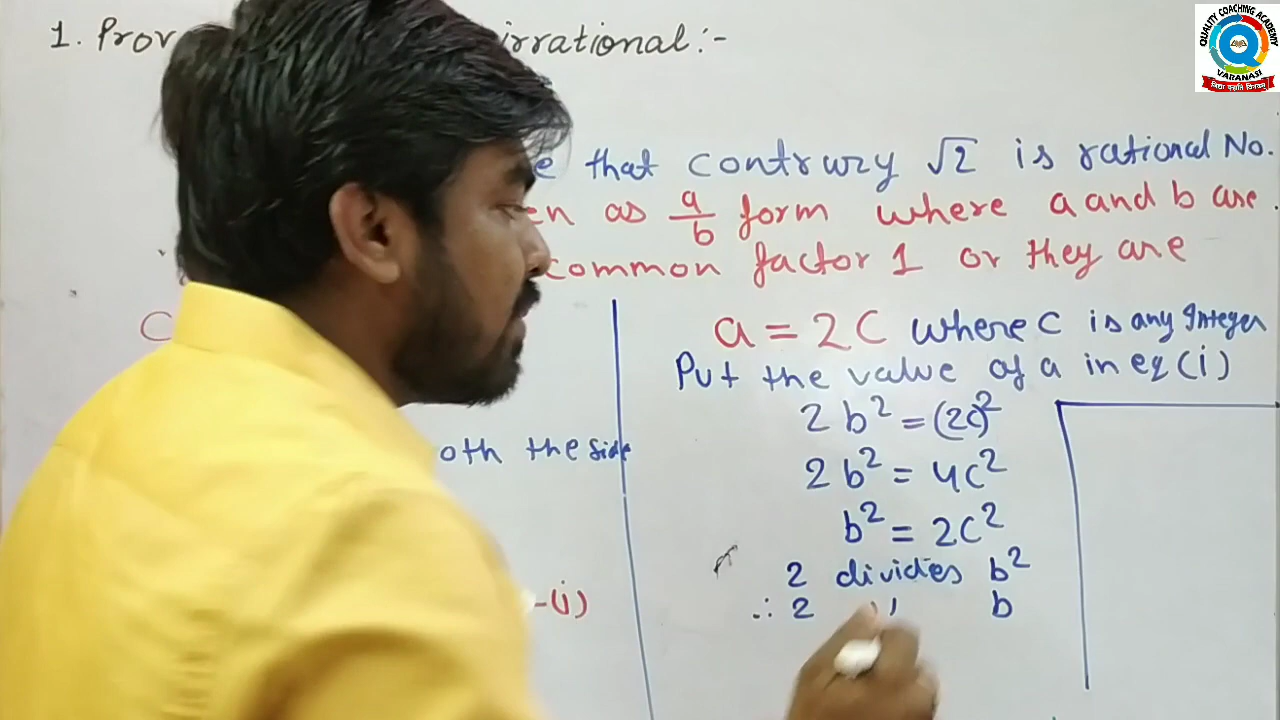 1. Prov irrational :-
e that contrary √2 is rational No.
en as a/b form where a and b are
common factor 1 or they are
C
oth the side
-(i)
a = 2C where C is any Integer
Put the value of a in eq (i)
2b² = (2c)²
2b² = 4c²
b² = 2c²
2 divides b²
∴ 2 " b
QUALITY COACHING ACADEMY
Q
VARANASI